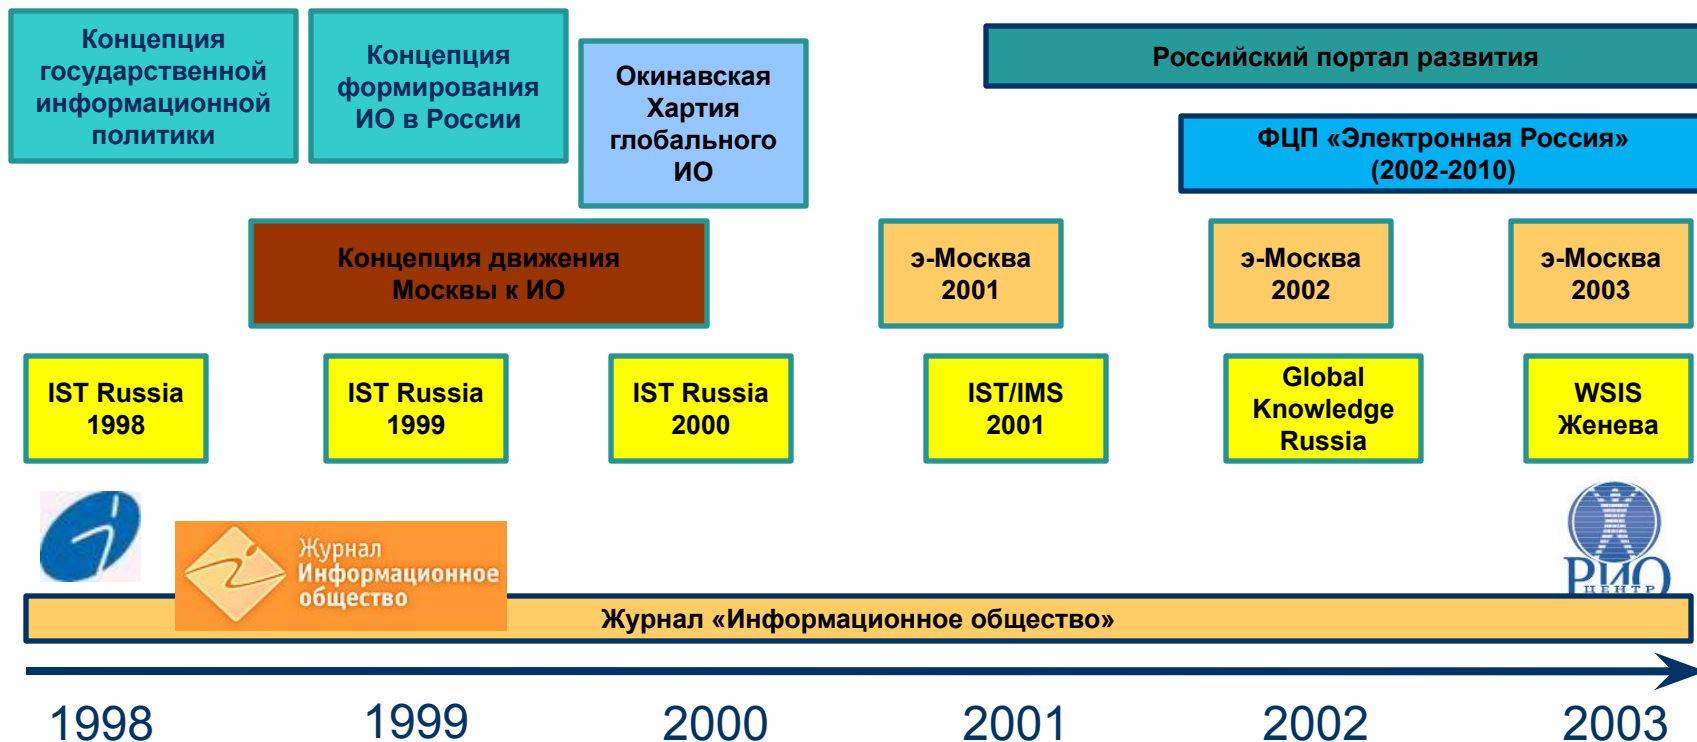 Концепция
государственной
информационной
политики
Концепция
формирования
ИО в России
Окинавская
Хартия
глобального
ИО
Российский портал развития
ФЦП «Электронная Россия»
(2002-2010)
Концепция движения
Москвы к ИО
э-Москва
2001
э-Москва
2002
э-Москва
2003
IST Russia
1998
IST Russia
1999
IST Russia
2000
IST/IMS
2001
Global
Knowledge
Russia
WSIS
Женева
Журнал
Информационное
общество
РИО
ЦЕНТР
Журнал «Информационное общество»
1998
1999
2000
2001
2002
2003